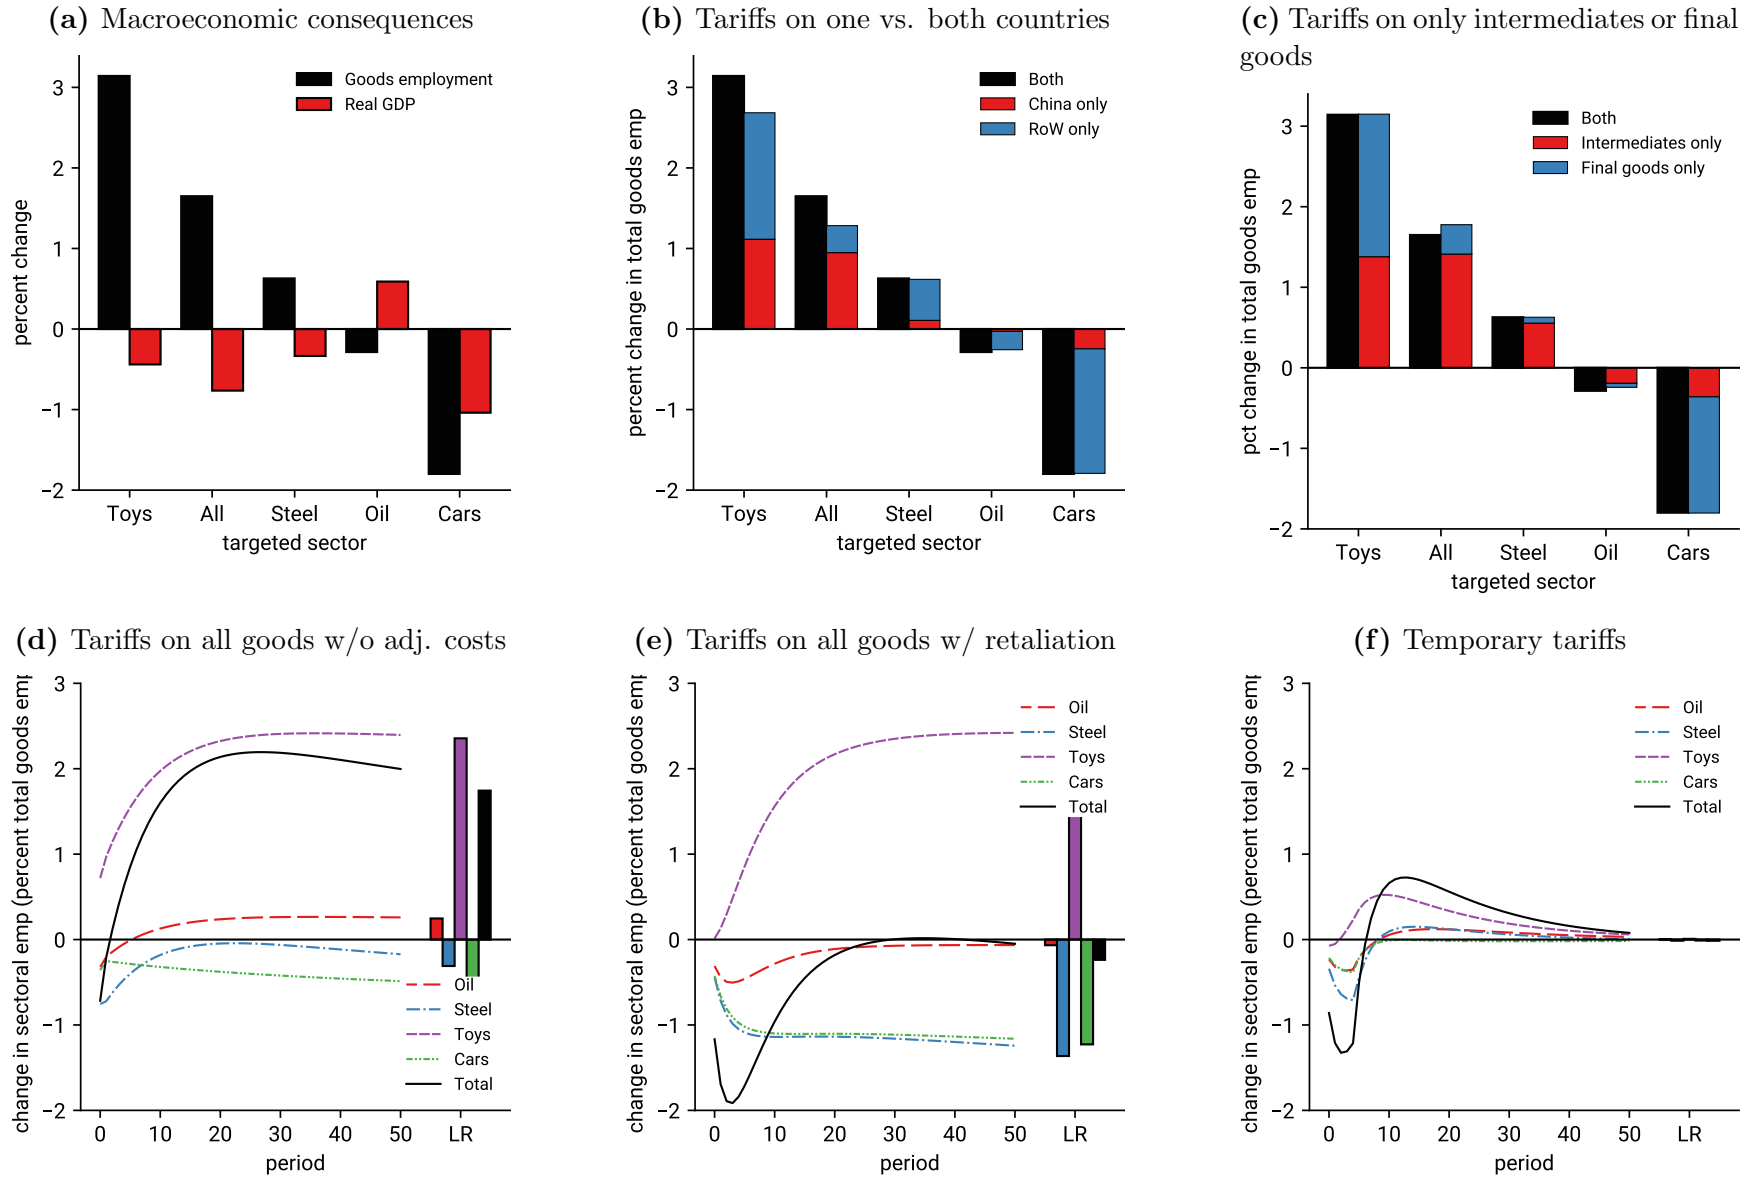 (a) Macroeconomic consequences
3
2
1
0
−1
−2
percent change
Goods employment
Real GDP
Toys All Steel Oil Cars
targeted sector
(b) Tariffs on one vs. both countries
3
2
1
0
−1
−2
percent change in total goods emp
Both
China only
RoW only
Toys All Steel Oil Cars
targeted sector
(c) Tariffs on only intermediates or final
goods
3
2
1
0
−1
−2
pct change in total goods emp
Both
Intermediates only
Final goods only
Toys All Steel Oil Cars
targeted sector
(d) Tariffs on all goods w/o adj. costs
3
2
1
0
−1
−2
change in sectoral emp (percent total goods emp
Oil
Steel
Toys
Cars
Total
0 10 20 30 40 50 LR
period
(e) Tariffs on all goods w/ retaliation
3
2
1
0
−1
−2
change in sectoral emp (percent total goods emp
Oil
Steel
Toys
Cars
Total
0 10 20 30 40 50 LR
period
(f) Temporary tariffs
3
2
1
0
−1
−2
change in sectoral emp (percent total goods emp
Oil
Steel
Toys
Cars
Total
0 10 20 30 40 50 LR
period